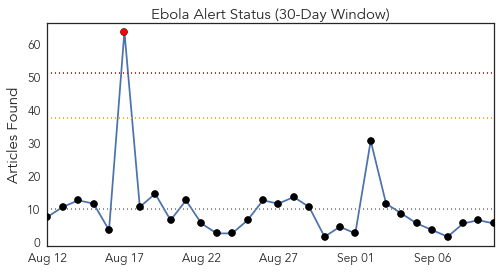 Ebola Alert Status (30-Day Window)
Articles Found
60
50
40
30
20
10
0
Aug 12 Aug 17 Aug 22 Aug 27 Sep 01 Sep 06